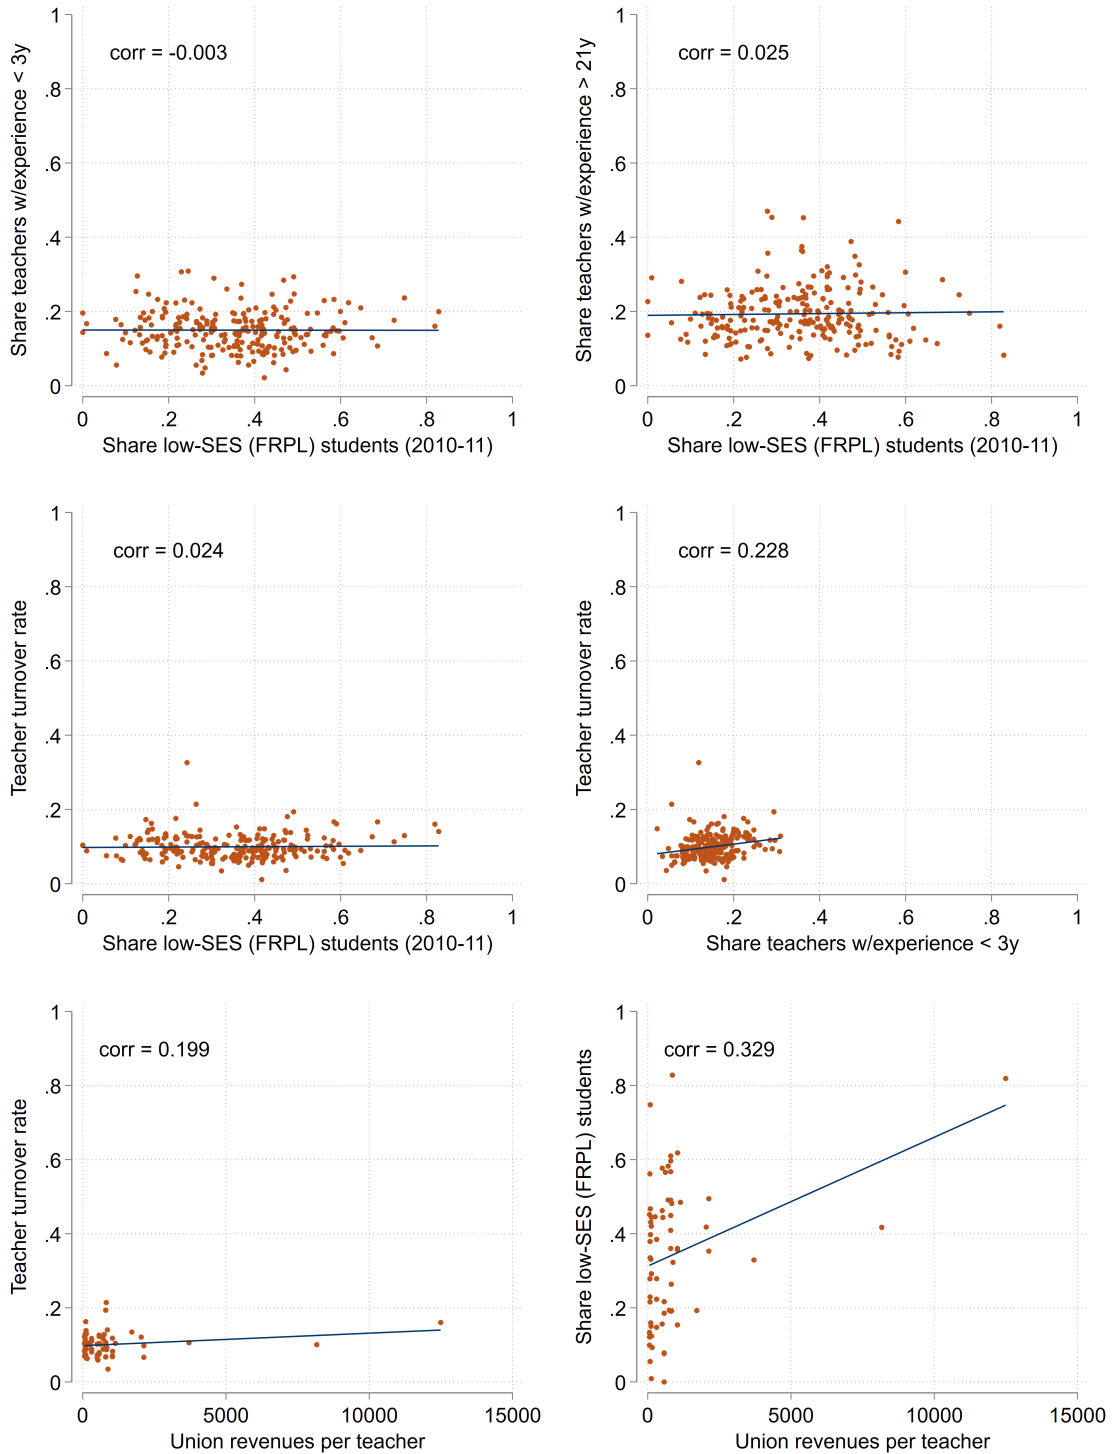 corr = -0.003
Share teachers w/experience < 3y
1
.8
.6
.4
.2
0
0 .2 .4 .6 .8 1
Share low-SES (FRPL) students (2010-11)
corr = 0.025
Share teachers w/experience > 21y
1
.8
.6
.4
.2
0
0 .2 .4 .6 .8 1
Share low-SES (FRPL) students (2010-11)
corr = 0.024
Teacher turnover rate
1
.8
.6
.4
.2
0
0 .2 .4 .6 .8 1
Share low-SES (FRPL) students (2010-11)
corr = 0.228
Teacher turnover rate
1
.8
.6
.4
.2
0
0 .2 .4 .6 .8 1
Share teachers w/experience < 3y
corr = 0.199
Teacher turnover rate
1
.8
.6
.4
.2
0
0 5000 10000 15000
Union revenues per teacher
corr = 0.329
Share low-SES (FRPL) students
1
.8
.6
.4
.2
0
0 5000 10000 15000
Union revenues per teacher